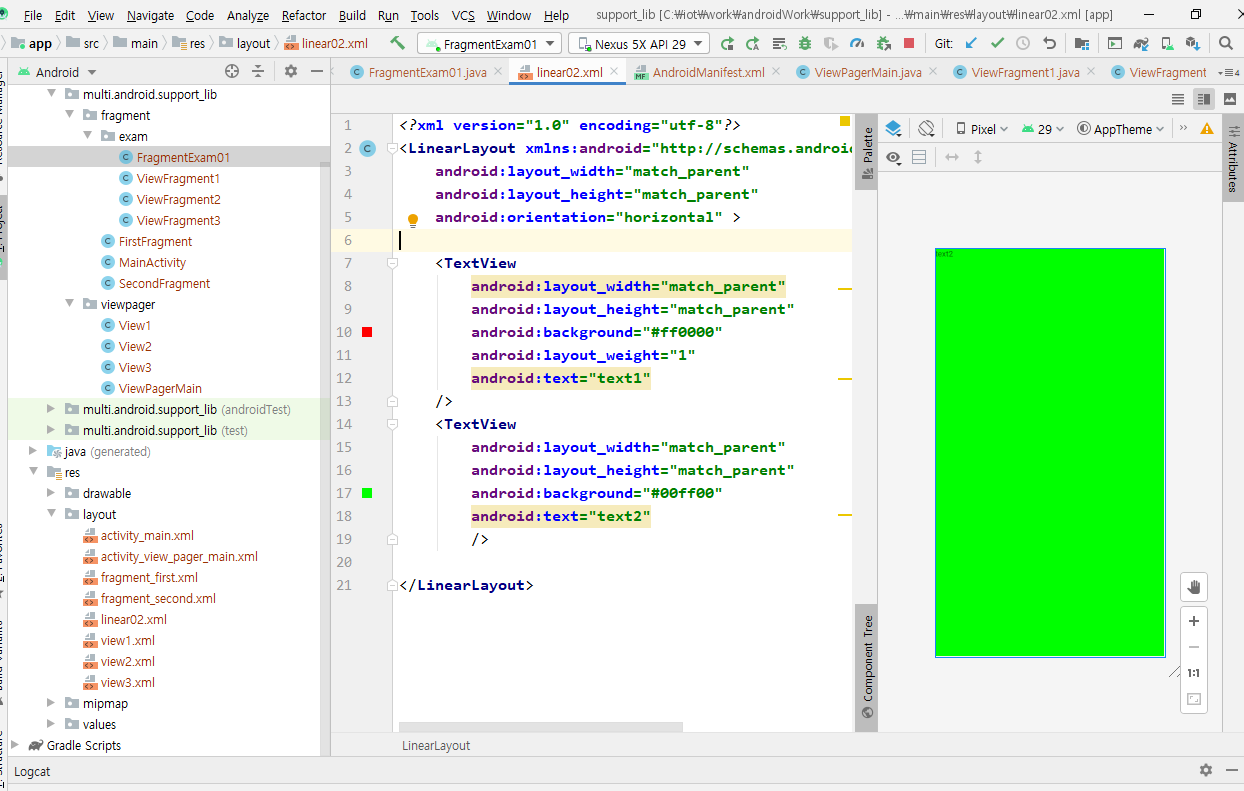 File Edit View Navigate Code Analyze Refactor Build Run Tools VCS Window Help support_lib [C:₩iot₩work₩androidWork₩support_lib] - ...₩main₩res₩layout₩linear02.xml [app]
app src main res layout linear02.xml FragmentExam01 Nexus 5X API 29 Git:
Android FragmentExam01.java linear02.xml AndroidManifest.xml ViewPagerMain.java ViewFragment1.java ViewFragment 4
multi.android.support_lib
fragment
exam
FragmentExam01
ViewFragment1
ViewFragment2
ViewFragment3
FirstFragment
MainActivity
SecondFragment
viewpager
View1
View2
View3
ViewPagerMain
multi.android.support_lib (androidTest)
multi.android.support_lib (test)
java (generated)
res
drawable
layout
activity_main.xml
activity_view_pager_main.xml
fragment_first.xml
fragment_second.xml
linear02.xml
view1.xml
view2.xml
view3.xml
mipmap
values
Gradle Scripts
1 <?xml version="1.0" encoding="utf-8"?>
2 <LinearLayout xmlns:android="http://schemas.androi
3 android:layout_width="match_parent"
4 android:layout_height="match_parent"
5 android:orientation="horizontal" >
6
7 <TextView
8 android:layout_width="match_parent"
9 android:layout_height="match_parent"
10 android:background="#ff0000"
11 android:layout_weight="1"
12 android:text="text1"
13 />
14 <TextView
15 android:layout_width="match_parent"
16 android:layout_height="match_parent"
17 android:background="#00ff00"
18 android:text="text2"
19 />
20
21 </LinearLayout>
LinearLayout
Palette
Component Tree
Pixel 29 AppTheme
text2
1:1
Attributes
Logcat